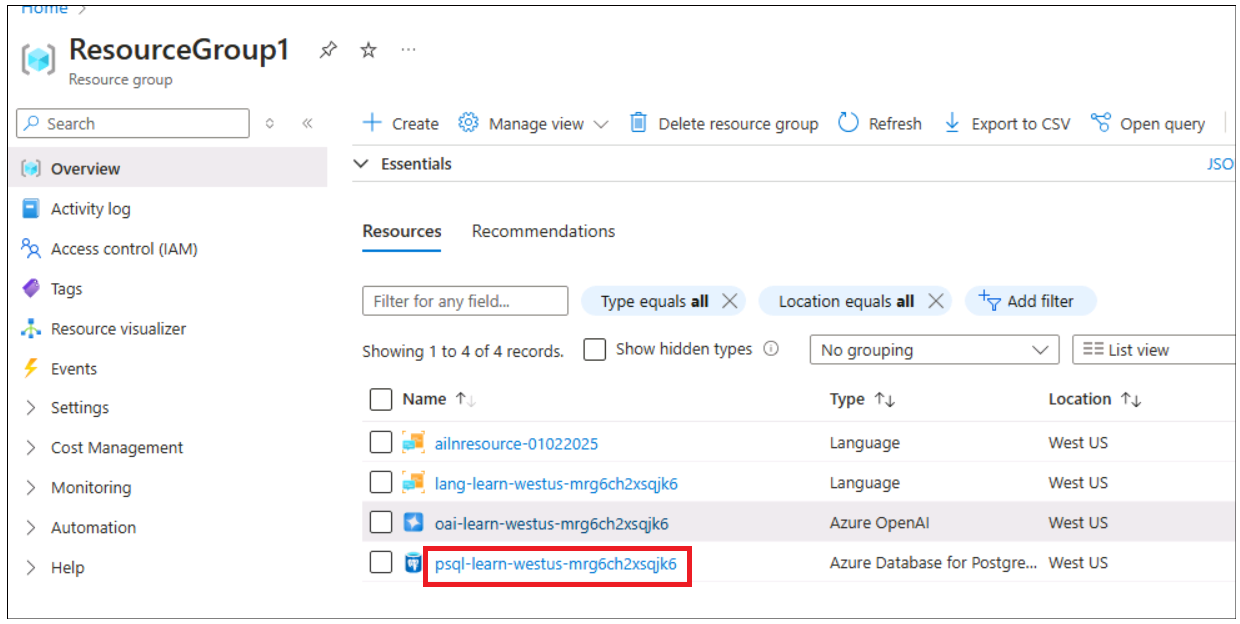 Home >
ResourceGroup1
Resource group
Search
Create Manage view Delete resource group Refresh Export to CSV Open query
Essentials
JSO
Overview
Activity log
Access control (IAM)
Tags
Resource visualizer
Events
Settings
Cost Management
Monitoring
Automation
Help
Resources Recommendations
Filter for any field... Type equals all Location equals all Add filter
Showing 1 to 4 of 4 records. Show hidden types No grouping List view
Name Type Location
ailnresource-01022025 Language West US
lang-learn-westus-mrg6ch2xsqjk6 Language West US
oai-learn-westus-mrg6ch2xsqjk6 Azure OpenAI West US
psql-learn-westus-mrg6ch2xsqjk6 Azure Database for Postgre... West US